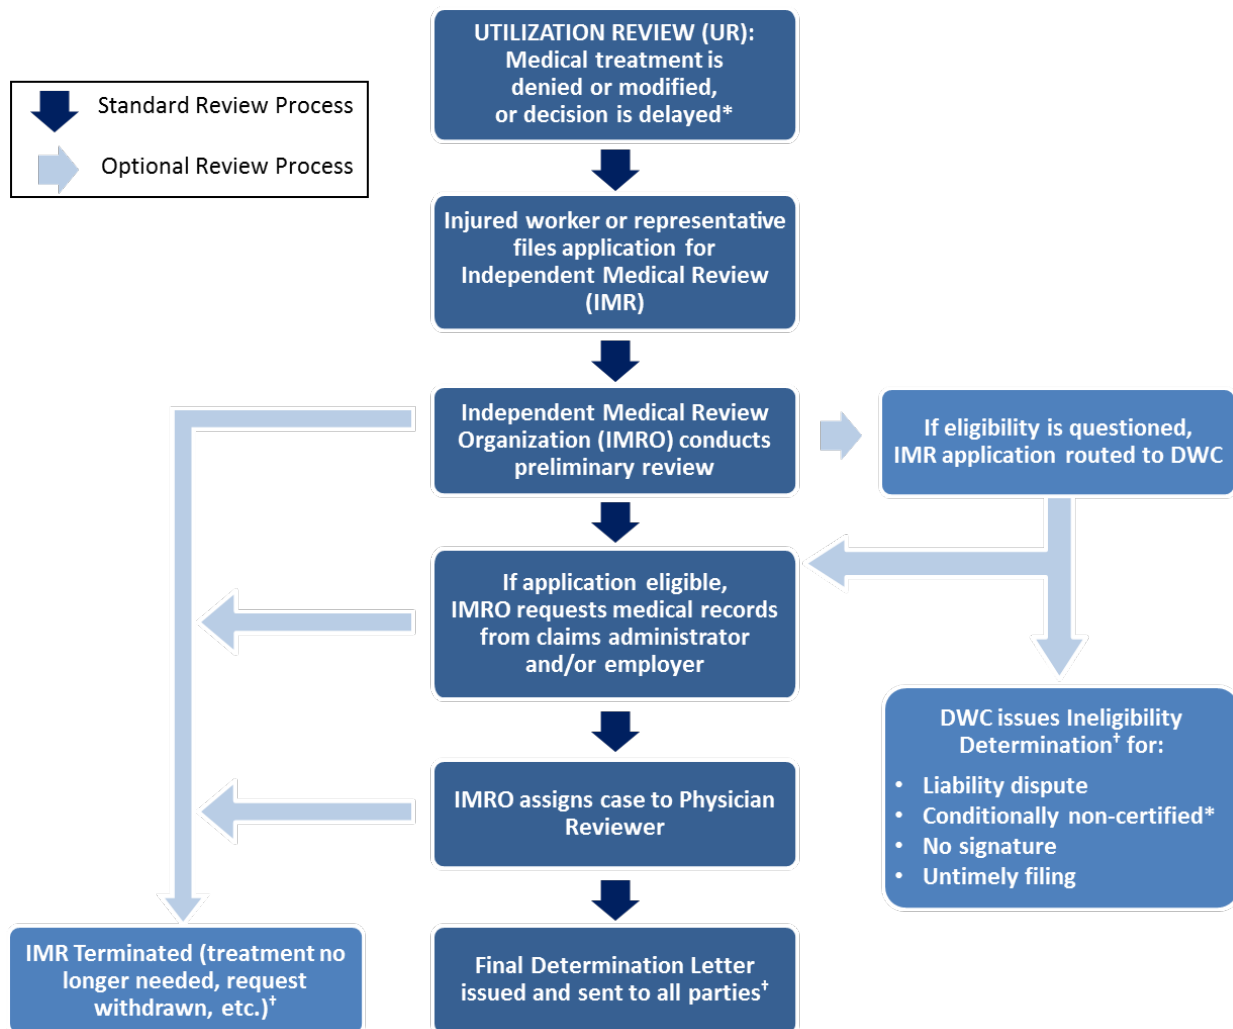 UTILIZATION REVIEW (UR):
Medical treatment is
denied or modified,
or decision is delayed*
Standard Review Process
Optional Review Process
Injured worker or representative
files application for
Independent Medical Review
(IMR)
Independent Medical Review
Organization (IMRO) conducts
preliminary review
If eligibility is questioned,
IMR application routed to DWC
If application eligible,
IMRO requests medical records
from claims administrator
and/or employer
DWC issues Ineligibility
Determination† for:
• Liability dispute
• Conditionally non-certified*
• No signature
• Untimely filing
IMRO assigns case to Physician
Reviewer
IMR Terminated (treatment no
longer needed, request
withdrawn, etc.)†
Final Determination Letter
issued and sent to all parties†